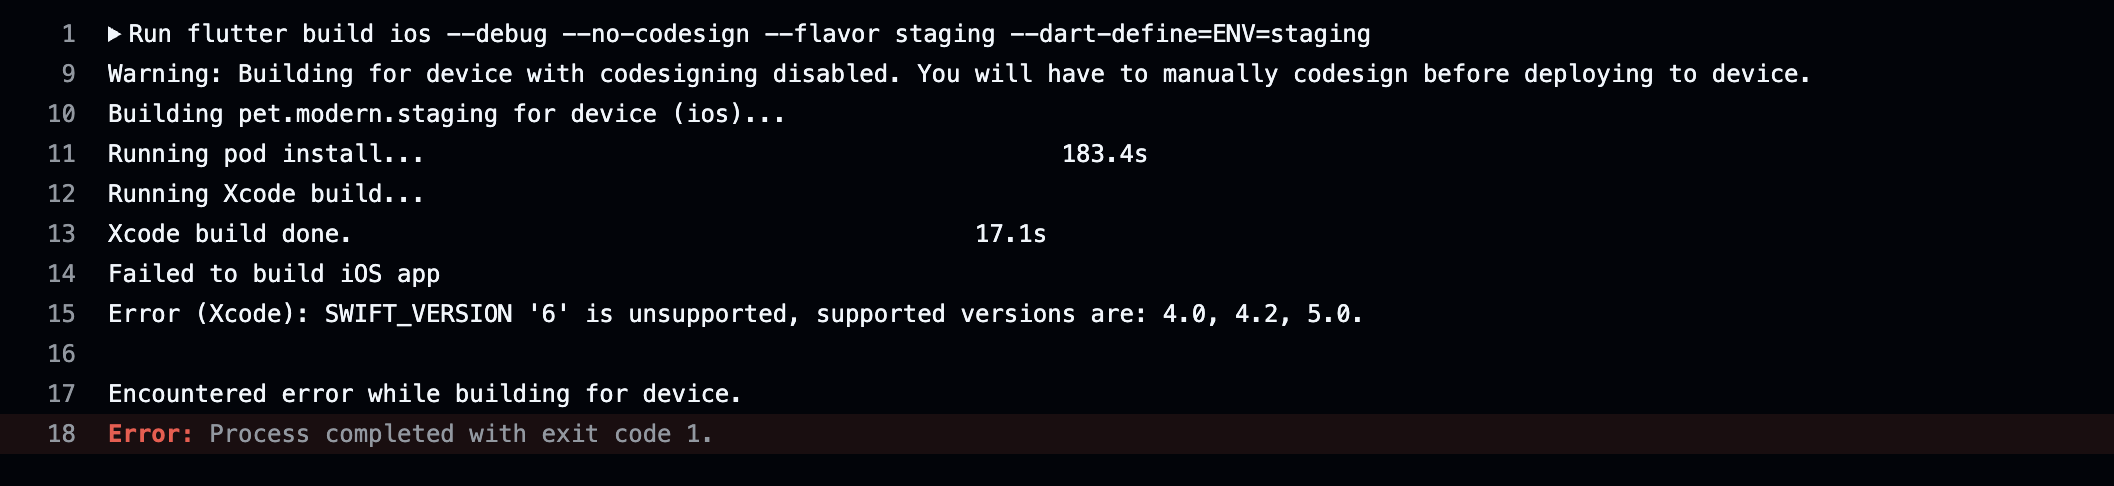 1 ▶ Run flutter build ios --debug --no-codesign --flavor staging --dart-define=ENV=staging
9 Warning: Building for device with codesigning disabled. You will have to manually codesign before deploying to device.
10 Building pet.modern.staging for device (ios)...
11 Running pod install... 183.4s
12 Running Xcode build...
13 Xcode build done. 17.1s
14 Failed to build iOS app
15 Error (Xcode): SWIFT_VERSION '6' is unsupported, supported versions are: 4.0, 4.2, 5.0.
16
17 Encountered error while building for device.
18 Error: Process completed with exit code 1.